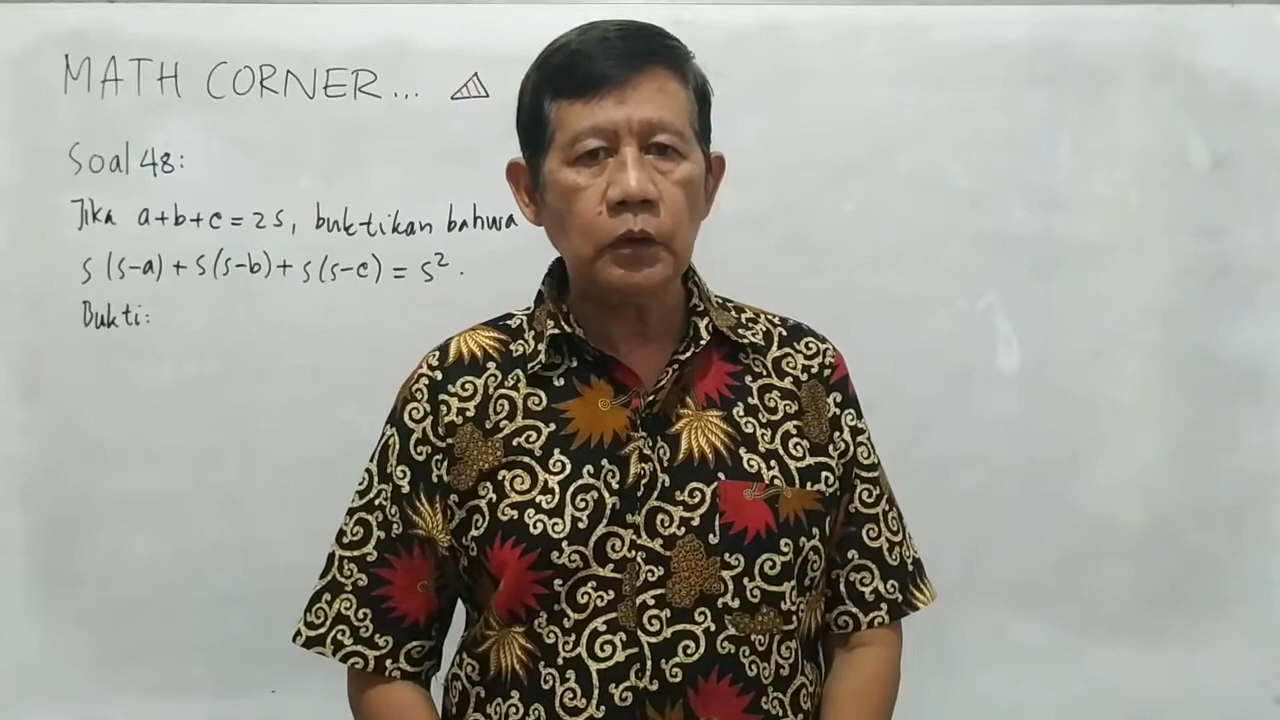 MATH CORNER...
Soal 48:
Jika a+b+c = 2s, buktikan bahwa
s(s-a) + s(s-b) + s(s-c) = s².
Bukti: